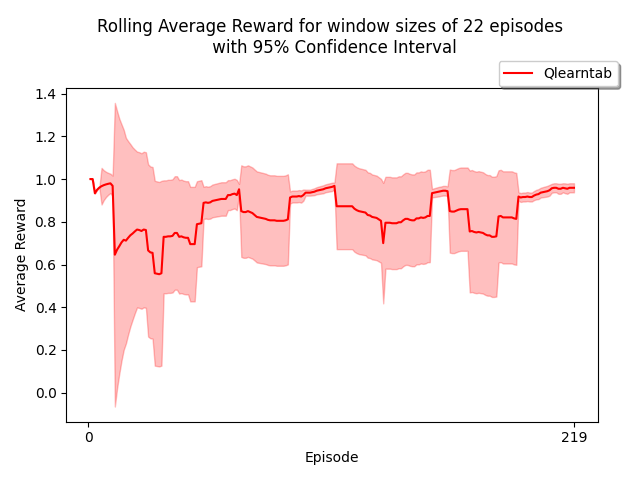 Rolling Average Reward for window sizes of 22 episodes
with 95% Confidence Interval
Qlearntab
1.4
1.2
1.0
0.8
0.6
0.4
0.2
0.0
Average Reward
0
219
Episode